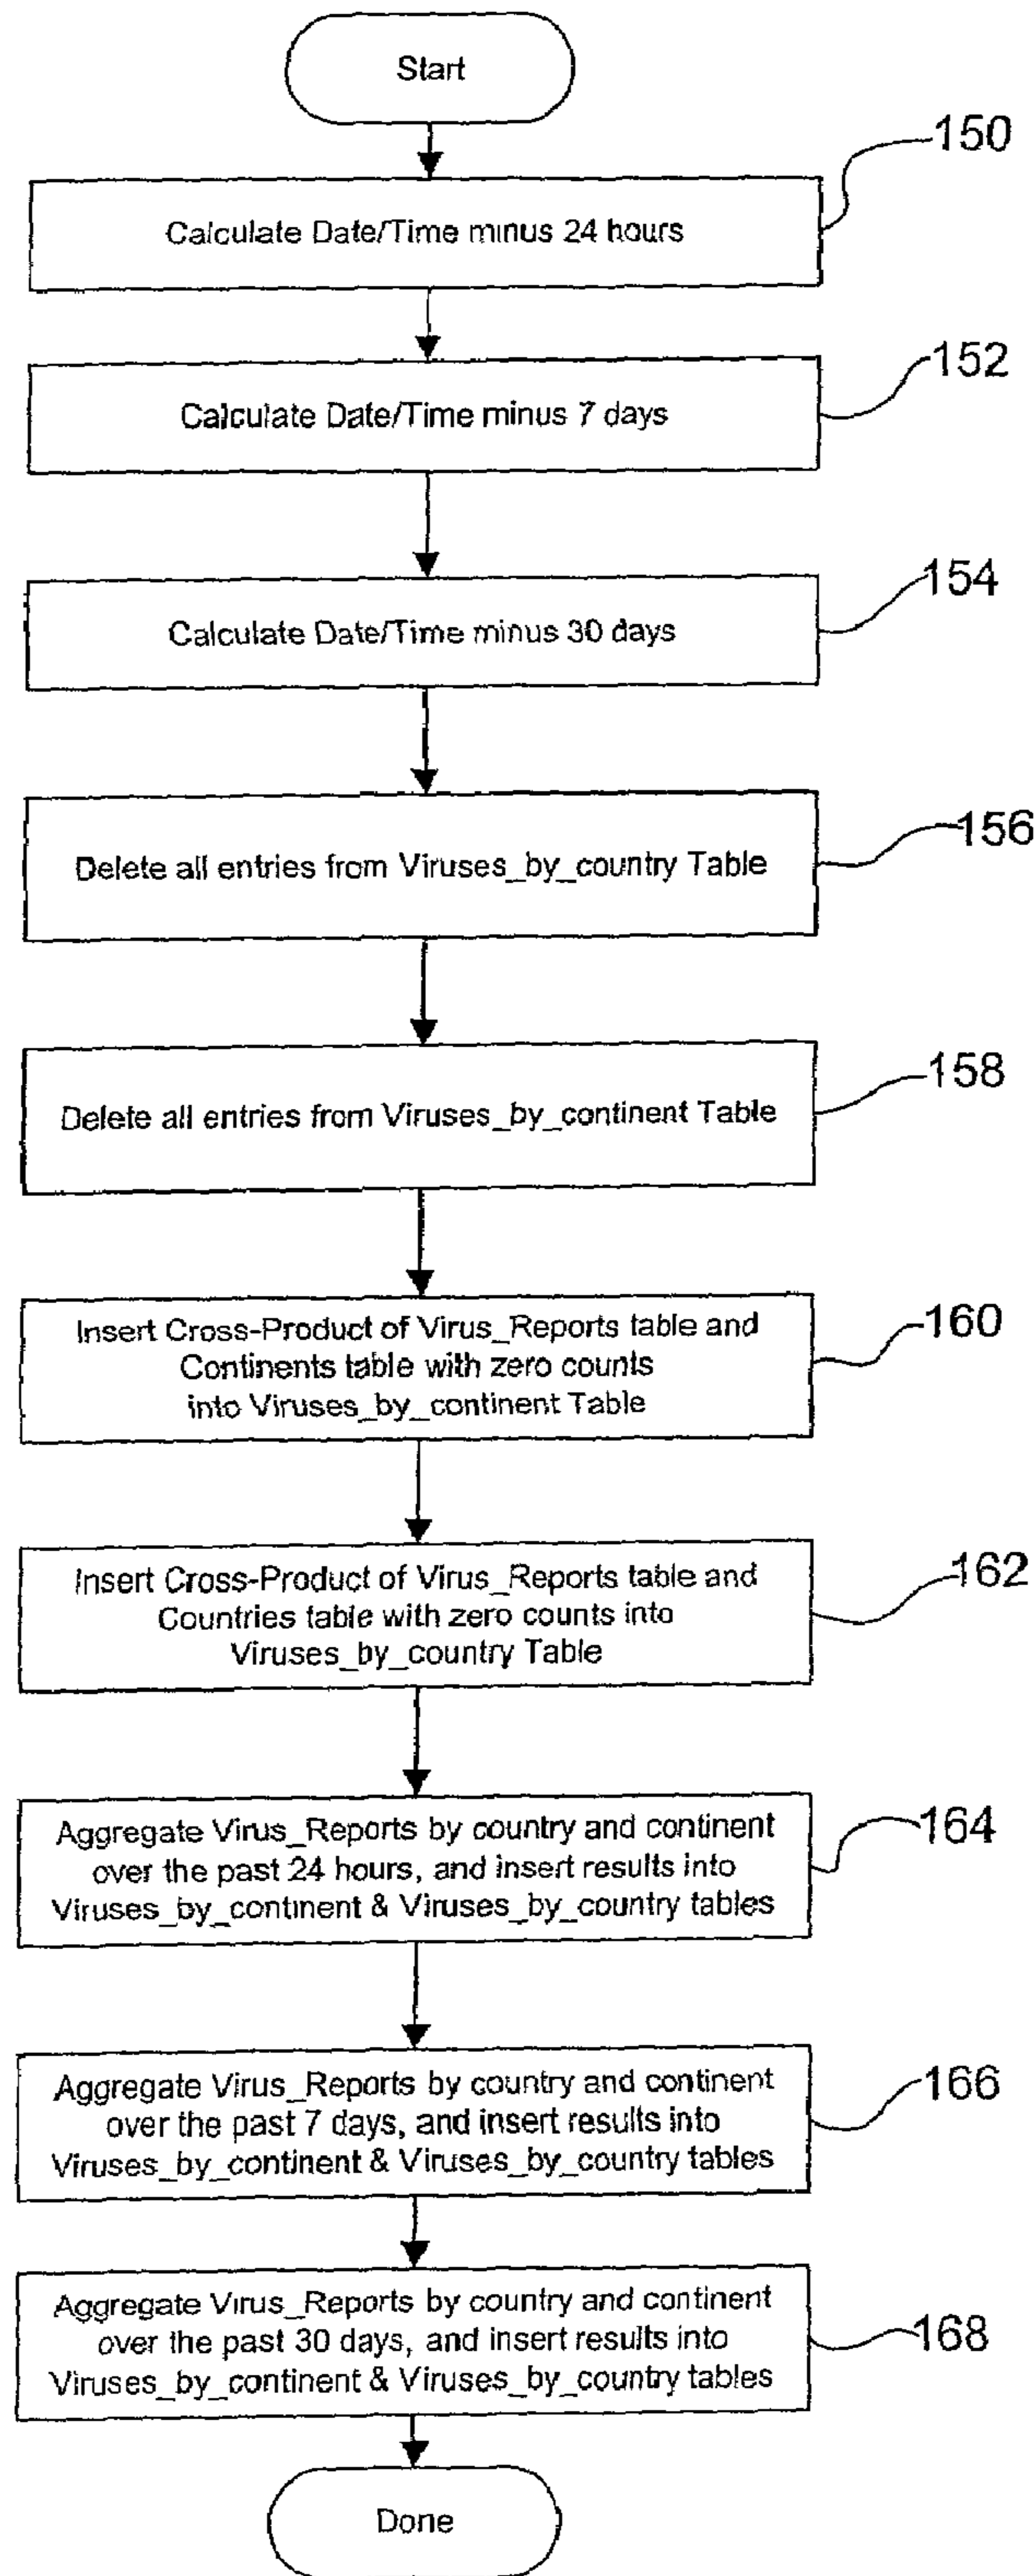 Start
150
Calculate Date/Time minus 24 hours
152
Calculate Date/Time minus 7 days
154
Calculate Date/Time minus 30 days
156
Delete all entries from Viruses_by_country Table
158
Delete all entries from Viruses_by_continent Table
160
Insert Cross-Product of Virus_Reports table and
Continents table with zero counts
into Viruses_by_continent Table
162
Insert Cross-Product of Virus_Reports table and
Countries table with zero counts into
Viruses_by_country Table
164
Aggregate Virus_Reports by country and continent
over the past 24 hours, and insert results into
Viruses_by_continent & Viruses_by_country tables
166
Aggregate Virus_Reports by country and continent
over the past 7 days, and insert results into
Viruses_by_continent & Viruses_by_country tables
168
Aggregate Virus_Reports by country and continent
over the past 30 days, and insert results into
Viruses_by_continent & Viruses_by_country tables
Done